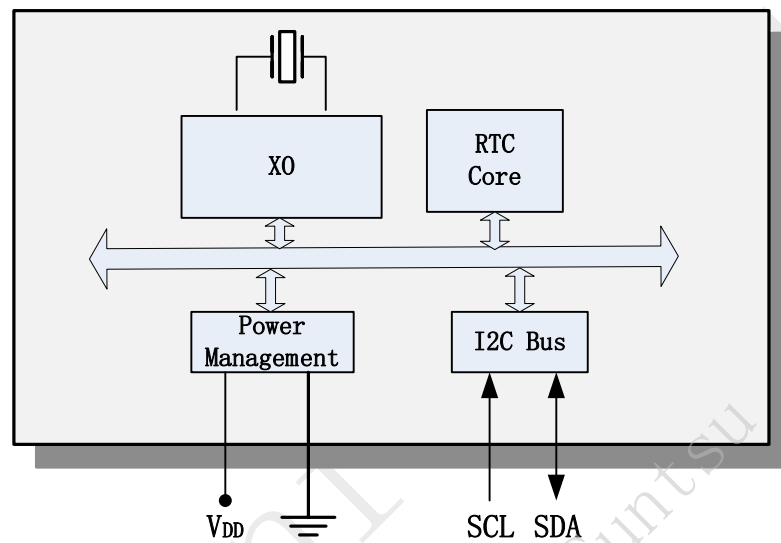 XO
RTC
Core
Power
Management
I2C Bus
VDD
SCL SDA